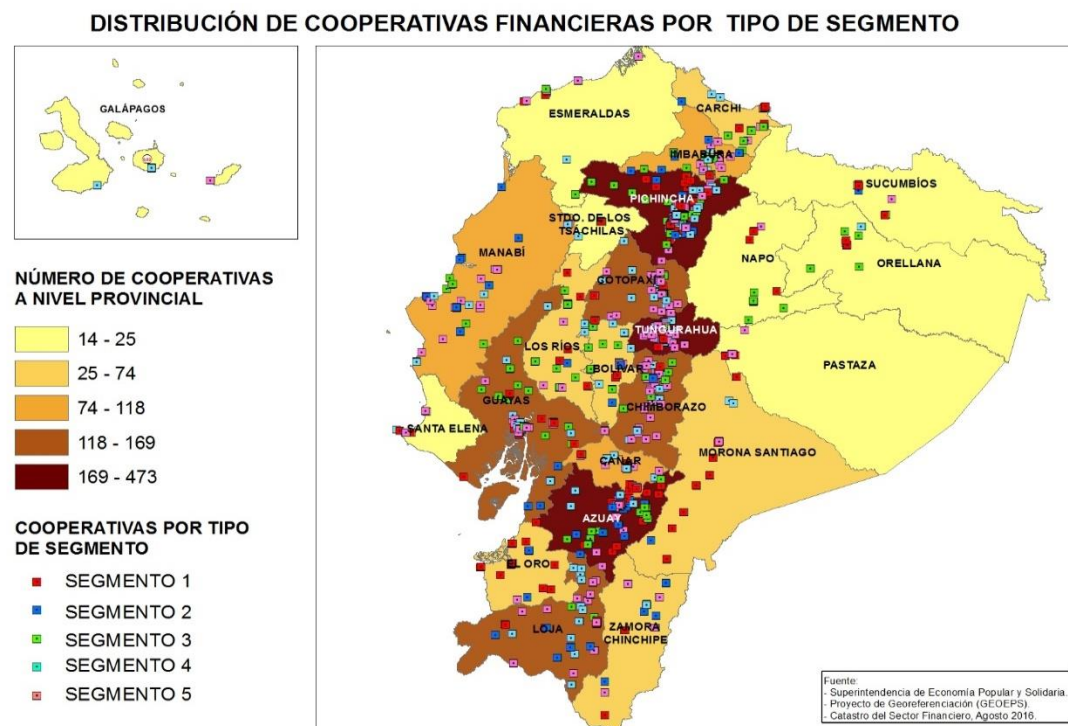 DISTRIBUCIÓN DE COOPERATIVAS FINANCIERAS POR TIPO DE SEGMENTO
GALÁPAGOS
NÚMERO DE COOPERATIVAS
A NIVEL PROVINCIAL
14 - 25
25 - 74
74 - 118
118 - 169
169 - 473
COOPERATIVAS POR TIPO
DE SEGMENTO
SEGMENTO 1
SEGMENTO 2
SEGMENTO 3
SEGMENTO 4
SEGMENTO 5
ESMERALDAS
CARCHI
IMBABURA
SUCUMBÍOS
PICHINCHA
STDO. DE LOS
TSÁCHILAS
MANABÍ
NAPO
ORELLANA
COTOPAXI
TUNGURAHUA
LOS RÍOS
BOLÍVAR
PASTAZA
GUAYAS
CHIMBORAZO
SANTA ELENA
MORONA SANTIAGO
CAÑAR
AZUAY
EL ORO
LOJA
ZAMORA
CHINCHIPE
Fuente:
- Superintendencia de Economía Popular y Solidaria.
- Proyecto de Georeferenciación (GEOEPS).
- Catastro del Sector Financiero, Agosto 2016.